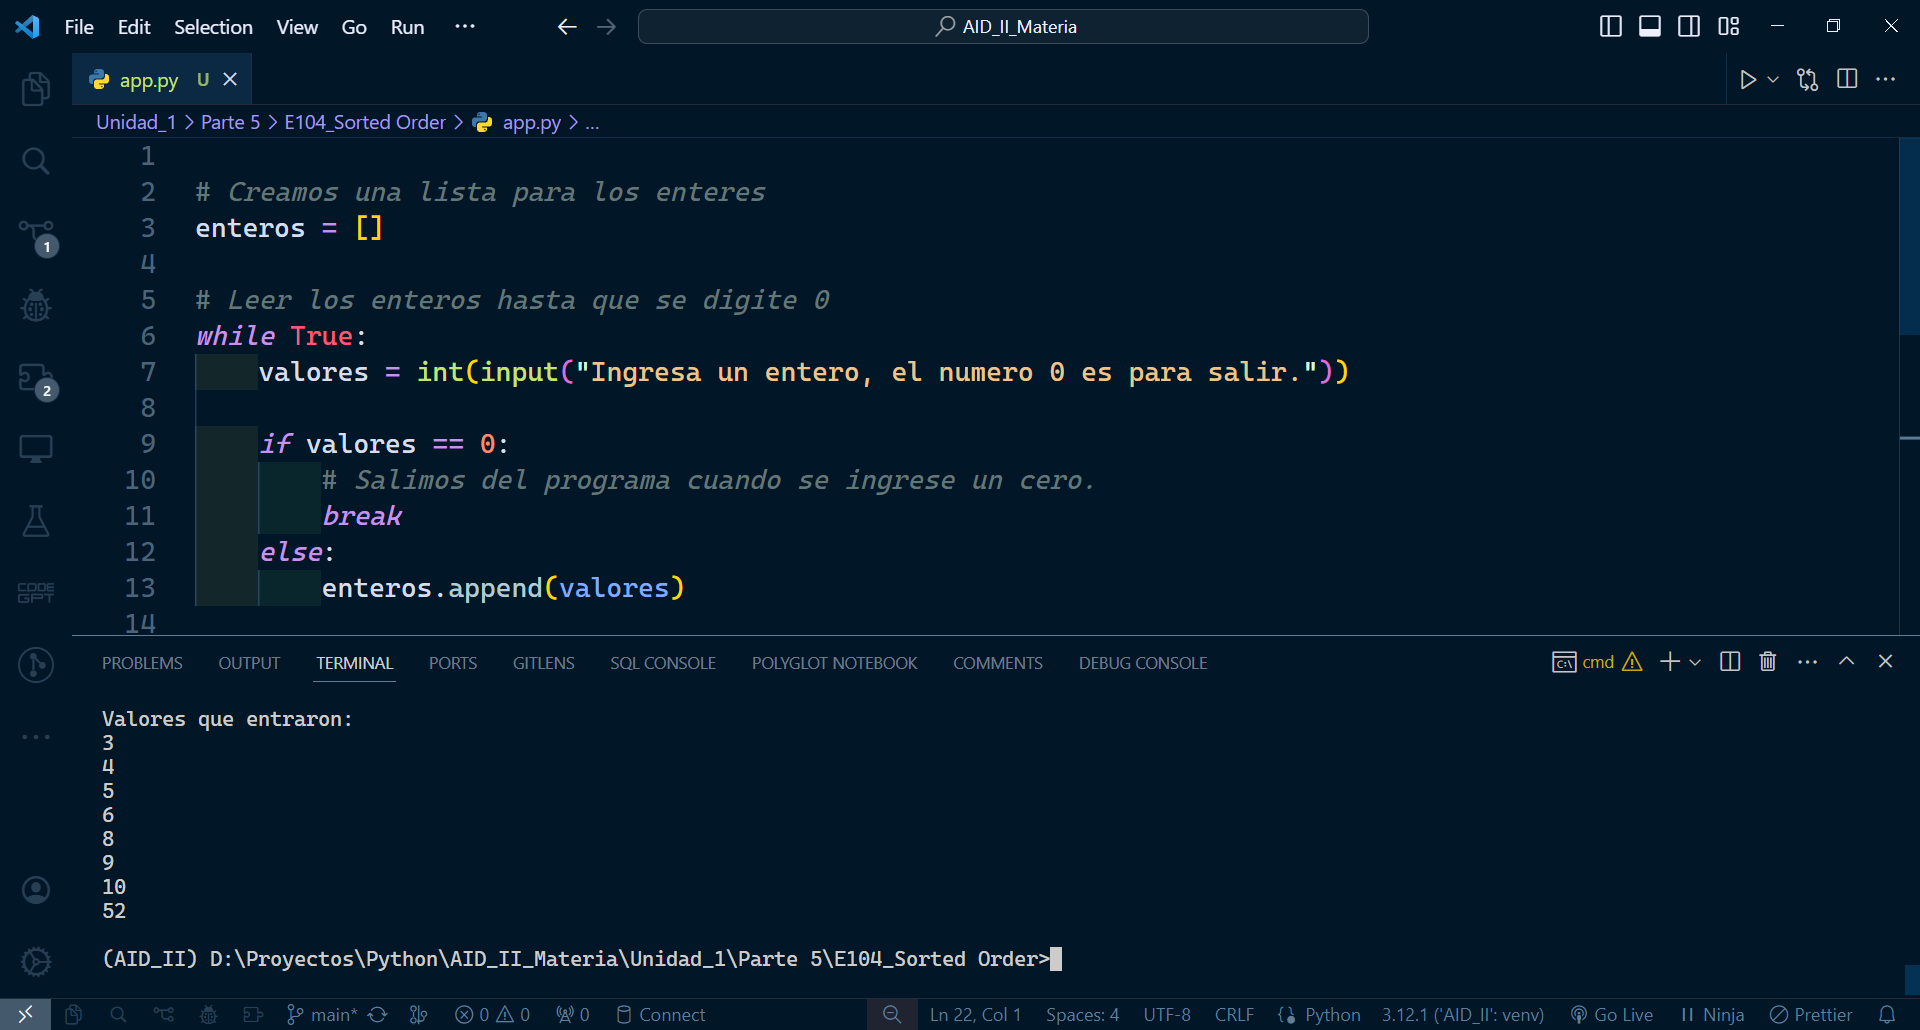 File Edit Selection View Go Run ··· AID_II_Materia
app.py U
Unidad_1 > Parte 5 > E104_Sorted Order > app.py > ...
1
2 # Creamos una lista para los enteres
3 enteros = []
4
5 # Leer los enteros hasta que se digite 0
6 while True:
7 valores = int(input("Ingresa un entero, el numero 0 es para salir."))
8
9 if valores == 0:
10 # Salimos del programa cuando se ingrese un cero.
11 break
12 else:
13 enteros.append(valores)
14
1
2
CODE
GPT
PROBLEMS OUTPUT TERMINAL PORTS GITLENS SQL CONSOLE POLYGLOT NOTEBOOK COMMENTS DEBUG CONSOLE cmd
Valores que entraron:
3
4
5
6
8
9
10
52
(AID_II) D:\Proyectos\Python\AID_II_Materia\Unidad_1\Parte 5\E104_Sorted Order>
main* 0 0 0 Connect Ln 22, Col 1 Spaces: 4 UTF-8 CRLF Python 3.12.1 ('AID_II': venv) Go Live Ninja Prettier